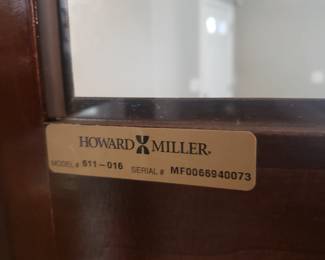 HOWARD MILLER®
MODEL # 611-016 SERIAL # MF0066940073